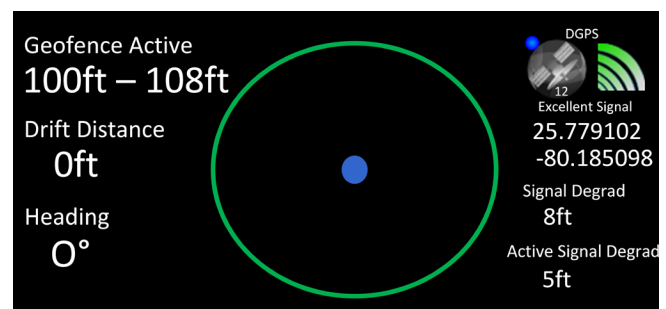 Geofence Active
100ft – 108ft
Drift Distance
0ft
Heading
O°
DGPS
12
Excellent Signal
25.779102
-80.185098
Signal Degrad
8ft
Active Signal Degrad
5ft